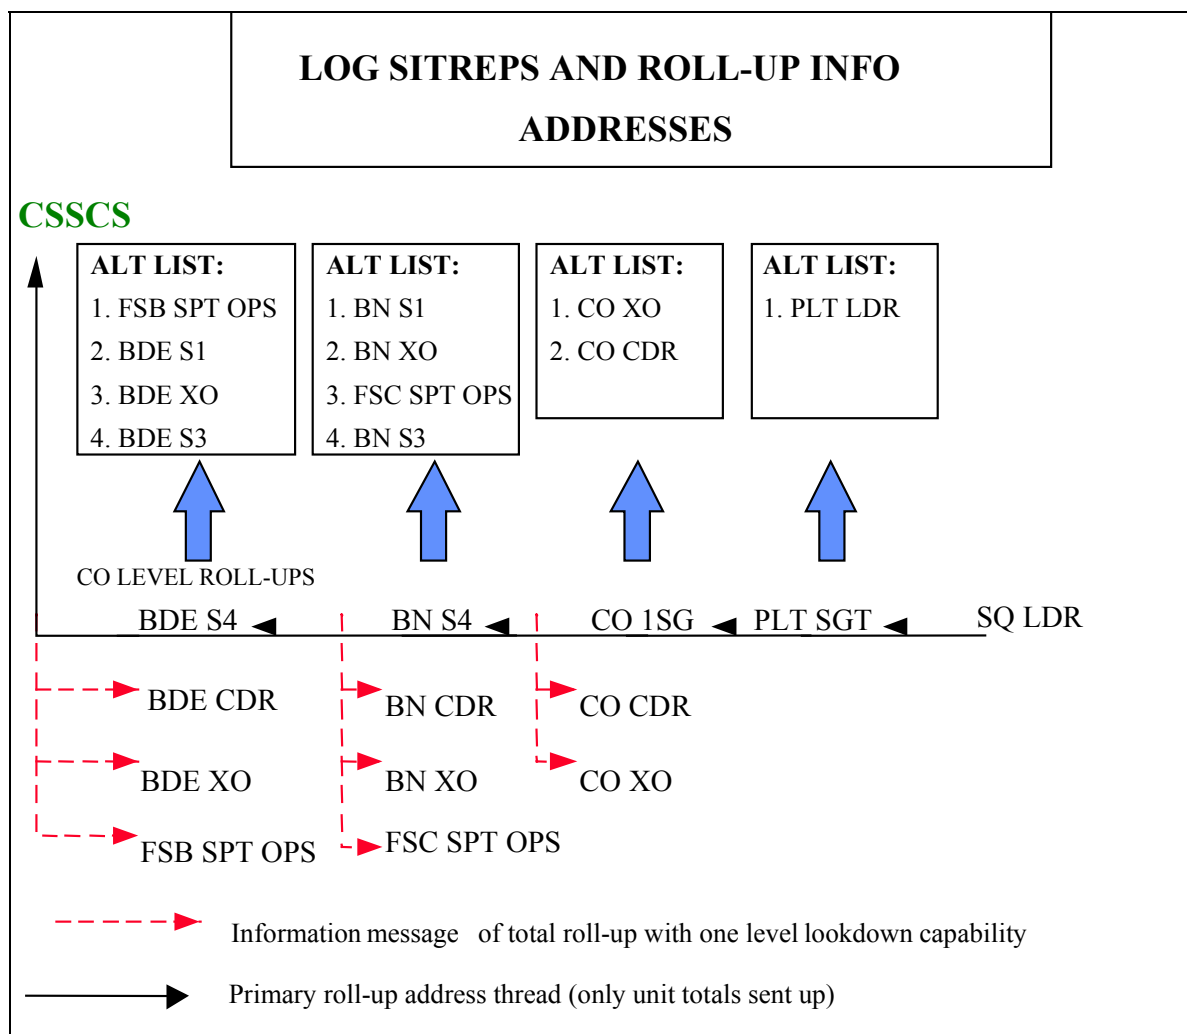 LOG SITREPS AND ROLL-UP INFO
ADDRESSES
CSSCS
ALT LIST:
1. FSB SPT OPS
2. BDE S1
3. BDE XO
4. BDE S3
ALT LIST:
1. BN S1
2. BN XO
3. FSC SPT OPS
4. BN S3
ALT LIST:
1. CO XO
2. CO CDR
ALT LIST:
1. PLT LDR
CO LEVEL ROLL-UPS
BDE S4
BN S4
CO 1SG
PLT SGT
SQ LDR
BDE CDR
BN CDR
CO CDR
BDE XO
BN XO
CO XO
FSB SPT OPS
FSC SPT OPS
Information message of total roll-up with one level lookdown capability
Primary roll-up address thread (only unit totals sent up)